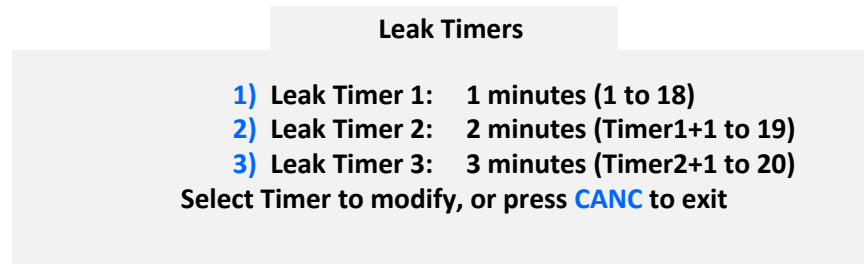 Leak Timers
1) Leak Timer 1: 1 minutes (1 to 18)
2) Leak Timer 2: 2 minutes (Timer1+1 to 19)
3) Leak Timer 3: 3 minutes (Timer2+1 to 20)
Select Timer to modify, or press CANC to exit